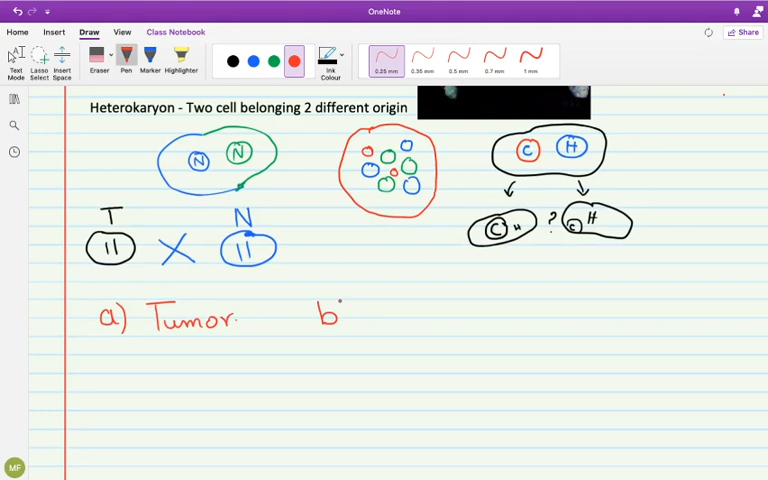 OneNote
Home Insert Draw View Class Notebook
Share
Text Mode
Lasso Select
Insert Space
Eraser
Pen
Marker
Highlighter
Ink Colour
0.25 mm
0.35 mm
0.5 mm
0.7 mm
1 mm
Heterokaryon - Two cell belonging 2 different origin
N N
C H
T X N
C H ? C H
a) Tumor. b
MF